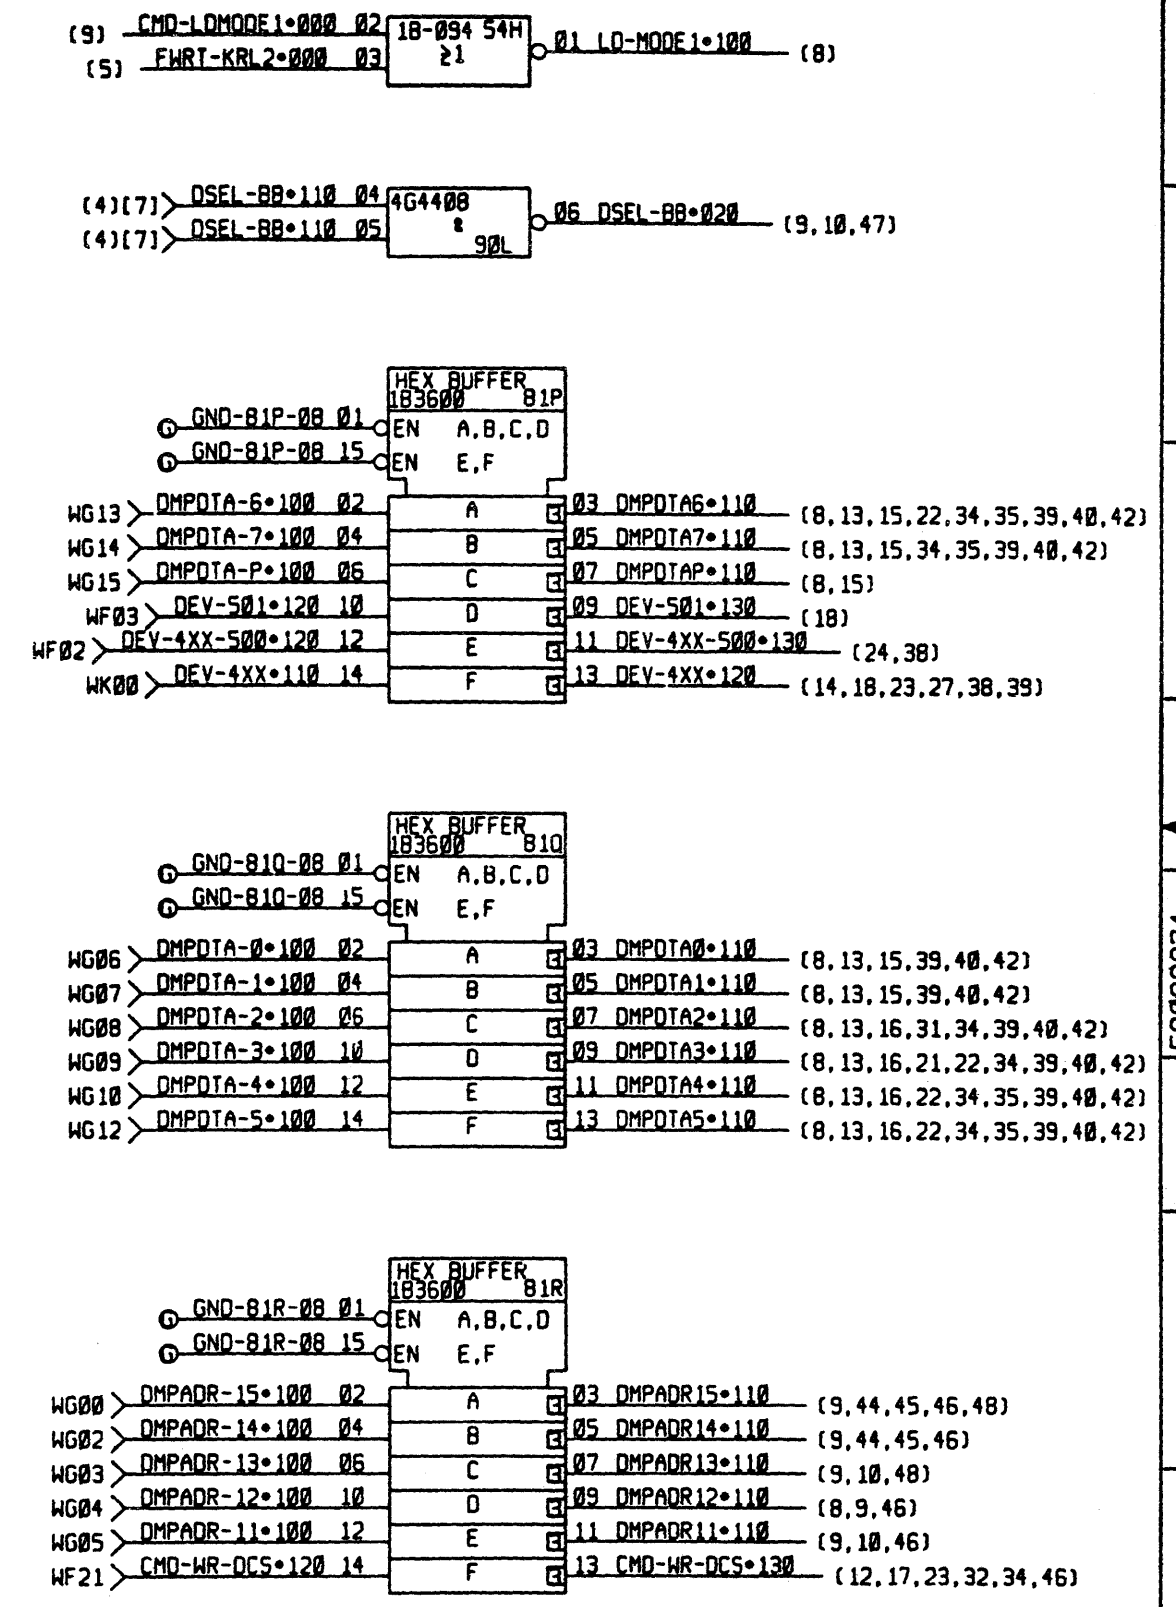 (9) CMD-LDMODE1•000 02 1B-094 54H 01 LD-MODE1•100 (8)
(5) FWRT-KRL2•000 03 ≥1
(4)[7] DSEL-BB•110 04 4G4408 06 DSEL-BB•020 (9,10,47)
(4)[7] DSEL-BB•110 05 & 90L
HEX BUFFER
1B3600 81P
G GND-81P-08 01 EN A,B,C,D
G GND-81P-08 15 EN E,F
WG13 DMPDTA-6•100 02 A 03 DMPDTA6•110 (8,13,15,22,34,35,39,40,42)
WG14 DMPDTA-7•100 04 B 05 DMPDTA7•110 (8,13,15,34,35,39,40,42)
WG15 DMPDTA-P•100 06 C 07 DMPDTAP•110 (8,15)
WF03 DEV-501•120 10 D 09 DEV-501•130 (18)
WF02 DEV-4XX-500•120 12 E 11 DEV-4XX-500•130 (24,38)
WK00 DEV-4XX•110 14 F 13 DEV-4XX•120 (14,18,23,27,38,39)
HEX BUFFER
1B3600 81Q
G GND-81Q-08 01 EN A,B,C,D
G GND-81Q-08 15 EN E,F
WG06 DMPDTA-0•100 02 A 03 DMPDTA0•110 (8,13,15,39,40,42)
WG07 DMPDTA-1•100 04 B 05 DMPDTA1•110 (8,13,15,39,40,42)
WG08 DMPDTA-2•100 06 C 07 DMPDTA2•110 (8,13,16,31,34,39,40,42)
WG09 DMPDTA-3•100 10 D 09 DMPDTA3•110 (8,13,16,21,22,34,39,40,42)
WG10 DMPDTA-4•100 12 E 11 DMPDTA4•110 (8,13,16,22,34,35,39,40,42)
WG12 DMPDTA-5•100 14 F 13 DMPDTA5•110 (8,13,16,22,34,35,39,40,42)
HEX BUFFER
1B3600 81R
G GND-81R-08 01 EN A,B,C,D
G GND-81R-08 15 EN E,F
WG00 DMPADR-15•100 02 A 03 DMPADR15•110 (9,44,45,46,48)
WG02 DMPADR-14•100 04 B 05 DMPADR14•110 (9,44,45,46)
WG03 DMPADR-13•100 06 C 07 DMPADR13•110 (9,10,48)
WG04 DMPADR-12•100 10 D 09 DMPADR12•110 (8,9,46)
WG05 DMPADR-11•100 12 E 11 DMPADR11•110 (9,10,46)
WF21 CMD-WR-DCS•120 14 F 13 CMD-WR-DCS•130 (12,17,23,32,34,46)